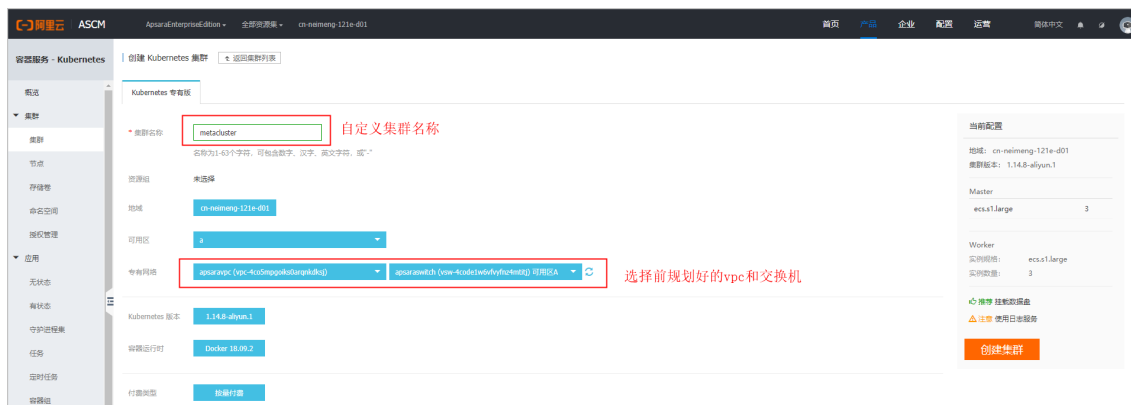 阿里云 ASCM ApsaraEnterpriseEdition 全部资源集 cn-neimeng-121e-d01 首页 产品 企业 配置 运营 简体中文
容器服务 - Kubernetes
创建 Kubernetes 集群 返回集群列表
概览
集群
集群
节点
存储卷
命名空间
授权管理
应用
无状态
有状态
守护进程集
任务
定时任务
容器组
Kubernetes 专有版
* 集群名称 metacluster 自定义集群名称
名称为1-63个字符，可包含数字、汉字、英文字符，或"-"
资源组 未选择
地域 cn-neimeng-121e-d01
可用区 a
专有网络 apsaravpc (vpc-4co5mpgoiks0arqnkdksj) apsaraswitch (vsw-4code1w6vfvyfnz4mtitj) 可用区A
选择前规划好的vpc和交换机
Kubernetes 版本 1.14.8-aliyun.1
容器运行时 Docker 18.09.2
付费类型 按量付费
当前配置
地域: cn-neimeng-121e-d01
集群版本: 1.14.8-aliyun.1
Master
ecs.s1.large 3
Worker
实例规格: ecs.s1.large
实例数量: 3
推荐 挂载数据盘
注意 使用日志服务
创建集群